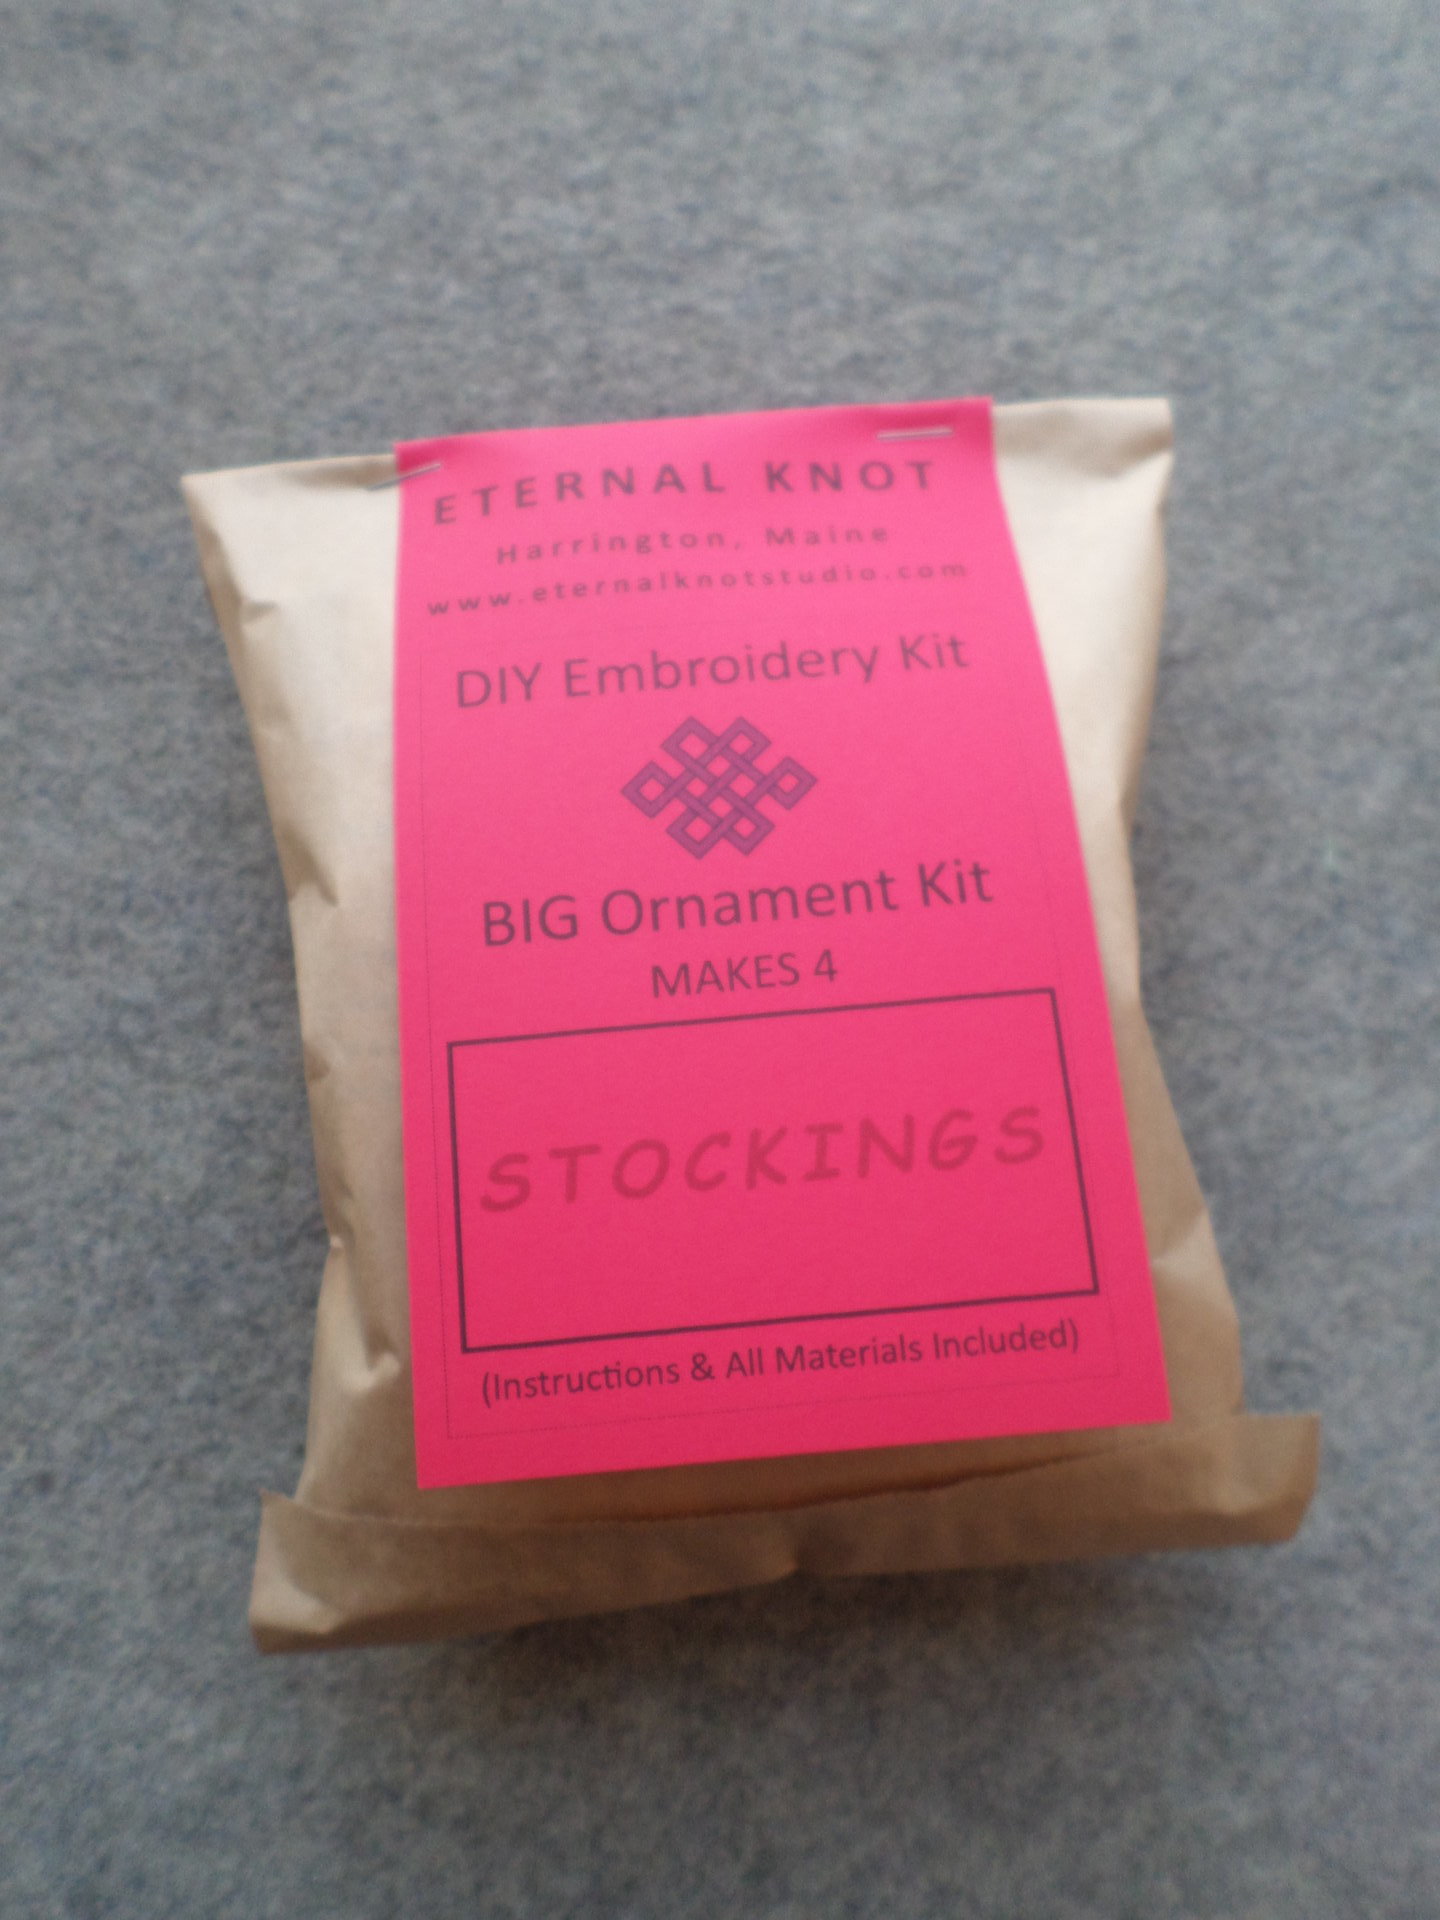 ETERNAL KNOT
Harrington, Maine
www.eternalknotstudio.com
DIY Embroidery Kit
BIG Ornament Kit
MAKES 4
STOCKINGS
(Instructions & All Materials Included)